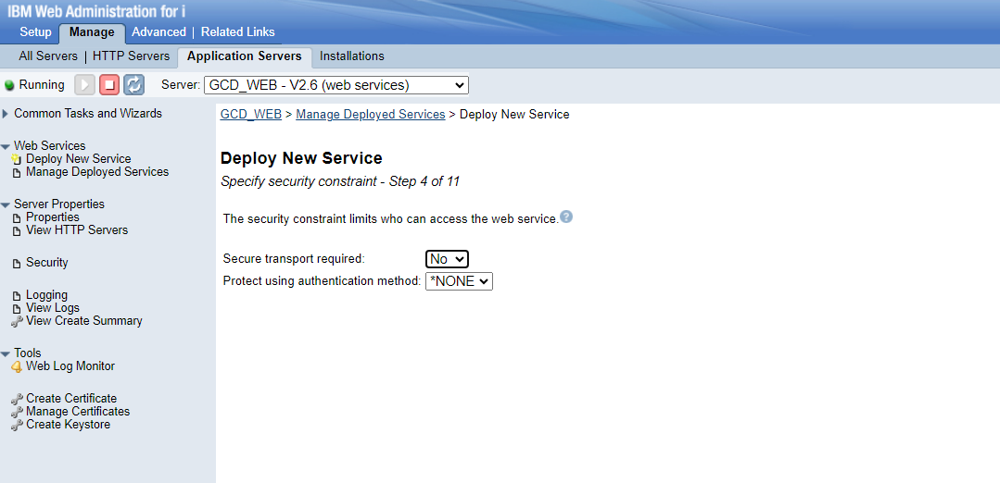 IBM Web Administration for i
Setup Manage Advanced | Related Links
All Servers | HTTP Servers Application Servers Installations
Running Server: GCD_WEB - V2.6 (web services)
Common Tasks and Wizards
Web Services
Deploy New Service
Manage Deployed Services
Server Properties
Properties
View HTTP Servers
Security
Logging
View Logs
View Create Summary
Tools
Web Log Monitor
Create Certificate
Manage Certificates
Create Keystore
GCD_WEB > Manage Deployed Services > Deploy New Service
Deploy New Service
Specify security constraint - Step 4 of 11
The security constraint limits who can access the web service. ?
Secure transport required: No
Protect using authentication method: *NONE